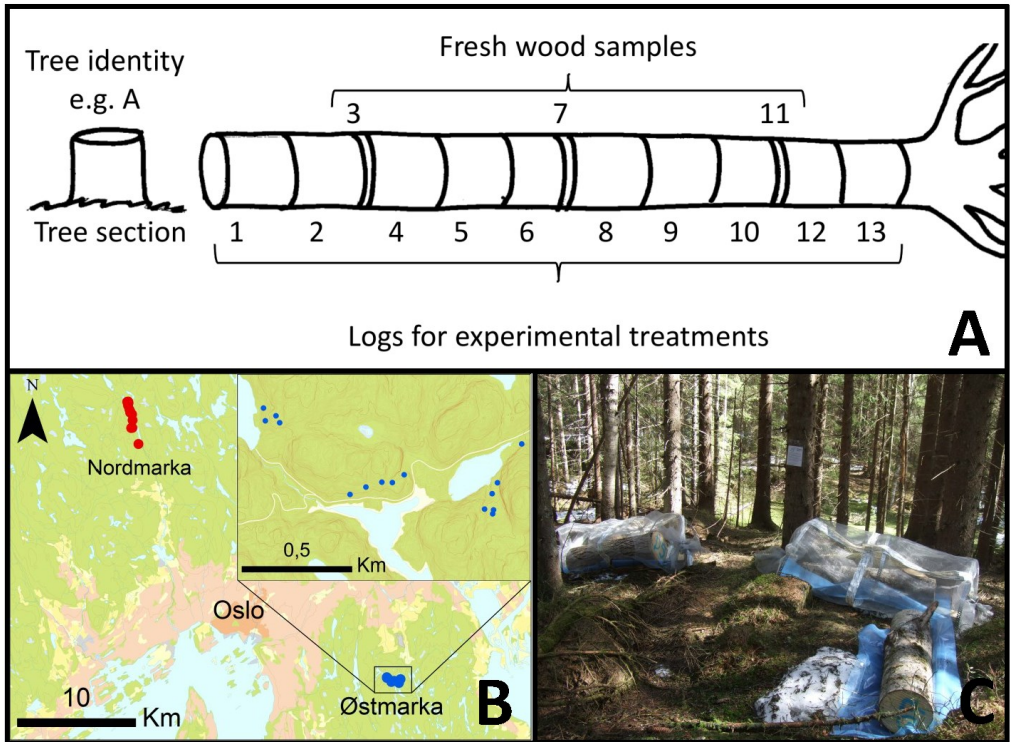 Fresh wood samples
Tree identity
e.g. A
3 7 11
Tree section
1 2 4 5 6 8 9 10 12 13
Logs for experimental treatments
A
N
Nordmarka
0,5
Km
Oslo
10
Km
Østmarka
B
C